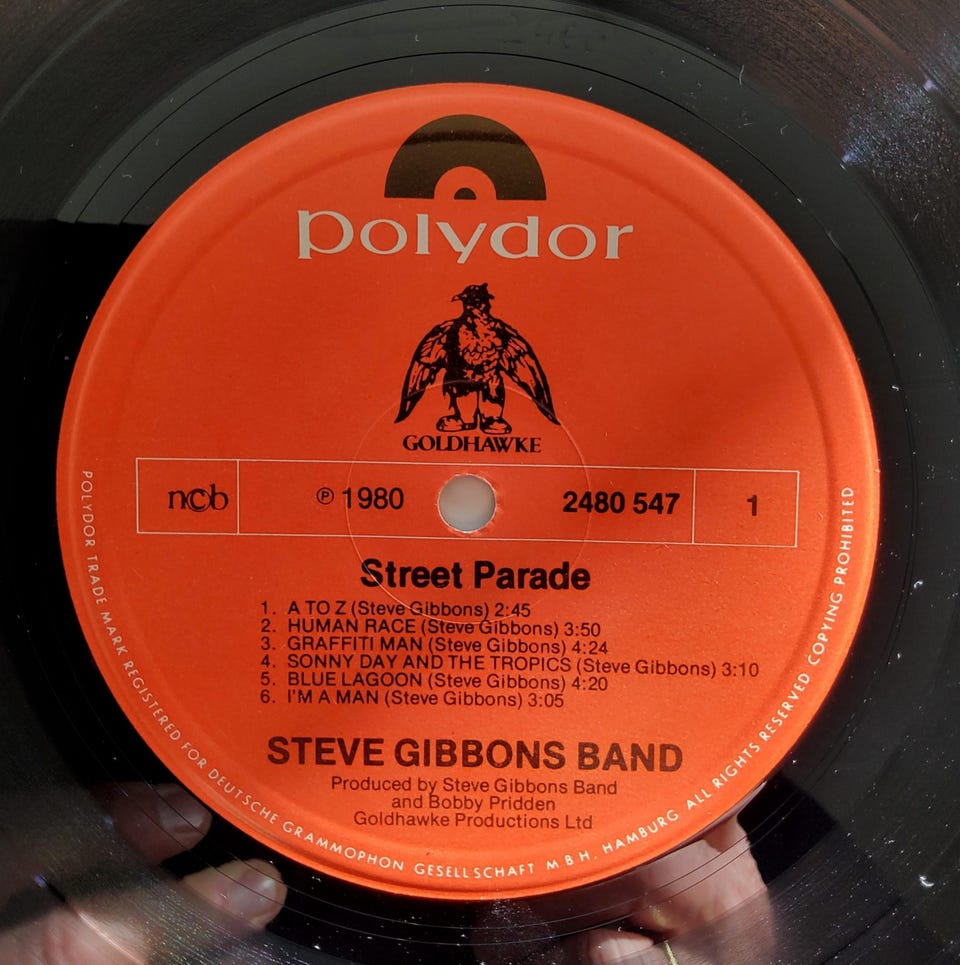 polydor
GOLDHAWKE
ncb
℗ 1980
2480 547
1
Street Parade
1. A TO Z (Steve Gibbons) 2:45
2. HUMAN RACE (Steve Gibbons) 3:50
3. GRAFFITI MAN (Steve Gibbons) 4:24
4. SONNY DAY AND THE TROPICS (Steve Gibbons) 3:10
5. BLUE LAGOON (Steve Gibbons) 4:20
6. I'M A MAN (Steve Gibbons) 3:05
STEVE GIBBONS BAND
Produced by Steve Gibbons Band
and Bobby Pridden
Goldhawke Productions Ltd
POLYDOR TRADE MARK REGISTERED FOR DEUTSCHE GRAMMOPHON GESELLSCHAFT M B H. HAMBURG ALL RIGHTS RESERVED COPYING PROHIBITED